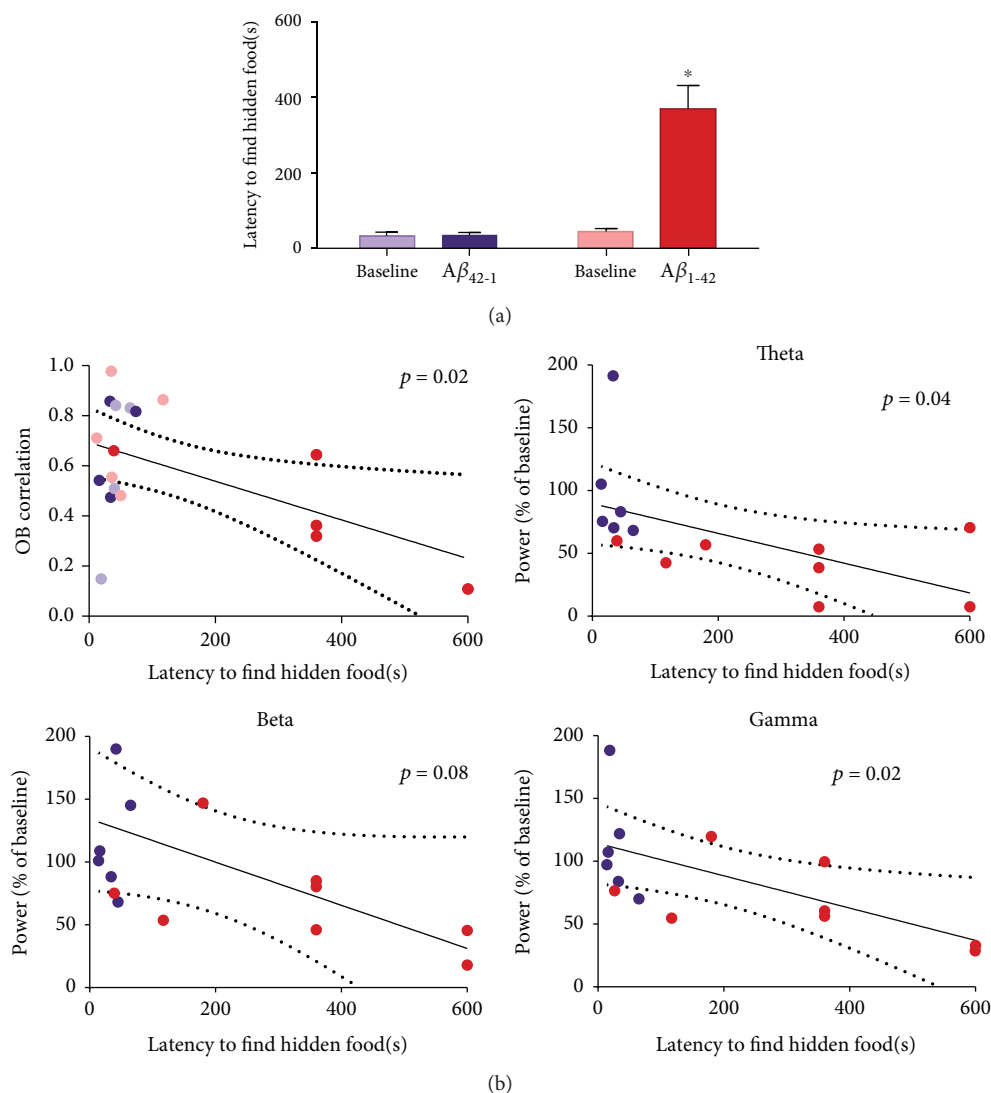 600
400
200
0
Latency to find hidden food(s)
*
Baseline
Aβ42-1
Baseline
Aβ1-42
(a)
1.0
0.8
0.6
0.4
0.2
0.0
OB correlation
p = 0.02
0
200
400
600
Latency to find hidden food(s)
Theta
200
150
100
50
0
Power (% of baseline)
p = 0.04
0
200
400
600
Latency to find hidden food(s)
Beta
200
150
100
50
0
Power (% of baseline)
p = 0.08
0
200
400
600
Latency to find hidden food(s)
Gamma
200
150
100
50
0
Power (% of baseline)
p = 0.02
0
200
400
600
Latency to find hidden food(s)
(b)